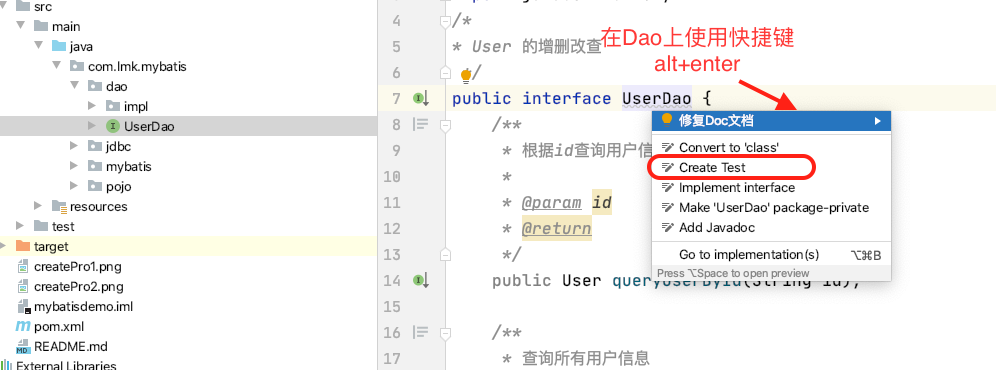 src
main
java
com.lmk.mybatis
dao
impl
UserDao
jdbc
mybatis
pojo
resources
test
target
createPro1.png
createPro2.png
mybatisdemo.iml
pom.xml
README.md
External Libraries
4
5
6
7
8
9
10
11
12
13
14
15
16
17
/*
* User 的增删改查
*/
public interface UserDao {
/**
* 根据id查询用户信
*
* @param id
* @return
*/
public User queryUserById(String id);
/**
* 查询所有用户信息
在Dao上使用快捷键
alt+enter
修复Doc文档
Convert to 'class'
Create Test
Implement interface
Make 'UserDao' package-private
Add Javadoc
Go to implementation(s) ⌥⌘B
Press ⌥Space to open preview